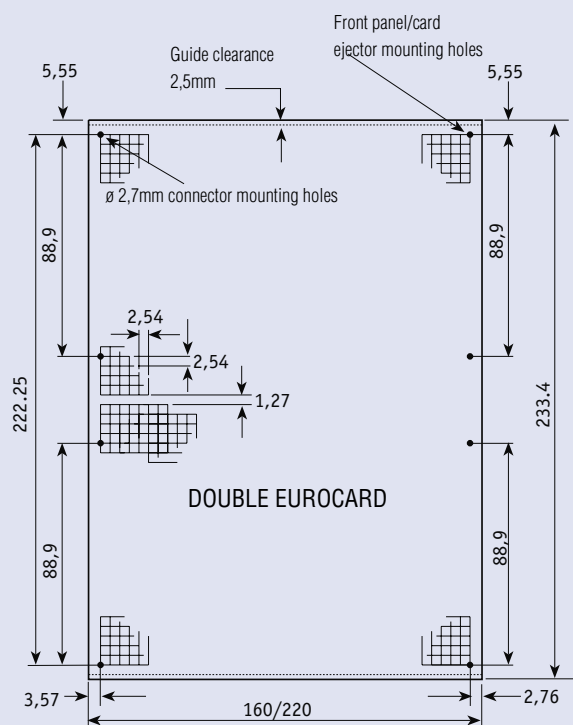 Front panel/card
ejector mounting holes
Guide clearance
2,5mm
5,55
5,55
ø 2,7mm connector mounting holes
88,9
88,9
2,54
2,54
1,27
222.25
233.4
DOUBLE EUROCARD
88,9
88,9
3,57
2,76
160/220